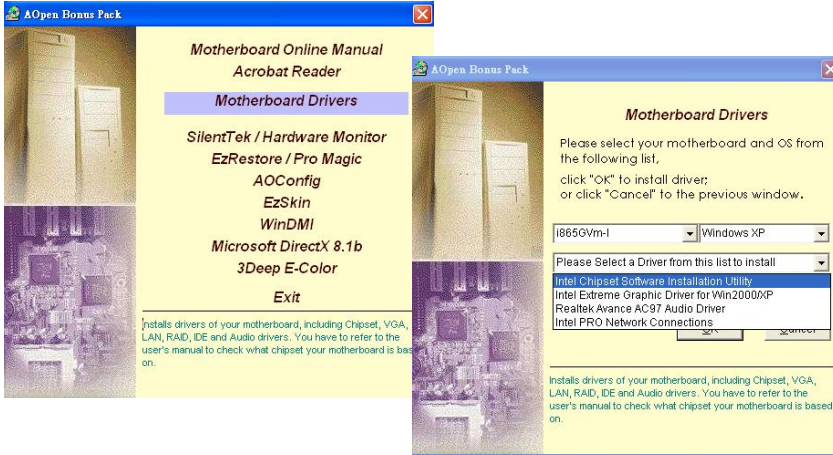 AOpen Bonus Pack
Motherboard Online Manual
Acrobat Reader
Motherboard Drivers
SilentTek / Hardware Monitor
EzRestore / Pro Magic
AOConfig
EzSkin
WinDMI
Microsoft DirectX 8.1b
3Deep E-Color
Exit
Installs drivers of your motherboard, including Chipset, VGA,
LAN, RAID, IDE and Audio drivers. You have to refer to the
user's manual to check what chipset your motherboard is bas
on.
AOpen Bonus Pack
Motherboard Drivers
Please select your motherboard and OS from
the following list,
click "OK" to install driver;
or click "Cancel" to the previous window.
i865GVm-I Windows XP
Please Select a Driver from this list to install
Intel Chipset Software Installation Utility
Intel Extreme Graphic Driver for Win2000/XP
Realtek Avance AC97 Audio Driver
Intel PRO Network Connections
OK Cancel
Installs drivers of your motherboard, including Chipset, VGA,
LAN, RAID, IDE and Audio drivers. You have to refer to the
user's manual to check what chipset your motherboard is based
on.